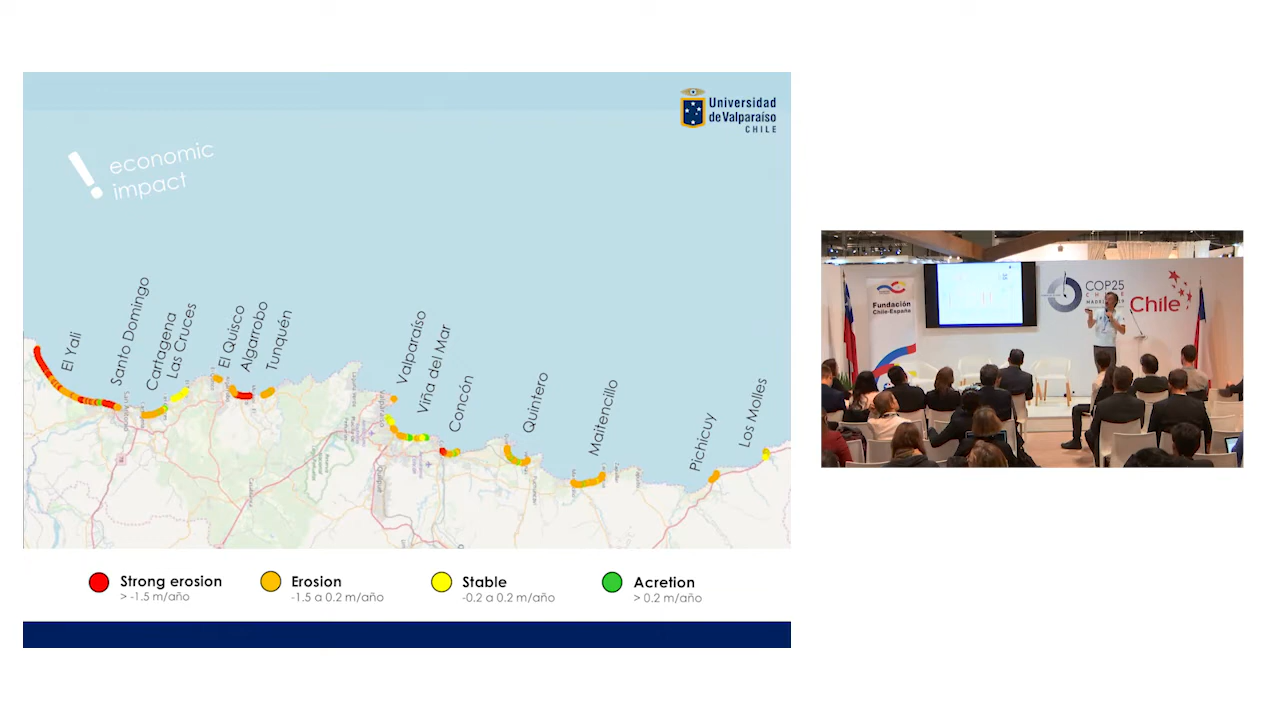 Universidad
de Valparaíso
CHILE
economic
impact
El Yali
Santo Domingo
Cartagena
Las Cruces
El Quisco
Algarrobo
Tunquén
Valparaíso
Viña del Mar
Concón
Quintero
Maitencillo
Pichicuy
Los Molles
Strong erosion
> -1.5 m/año
Erosion
-1.5 a 0.2 m/año
Stable
-0.2 a 0.2 m/año
Acretion
> 0.2 m/año
Fundación
Chile-España
COP25
CHILE
Chile